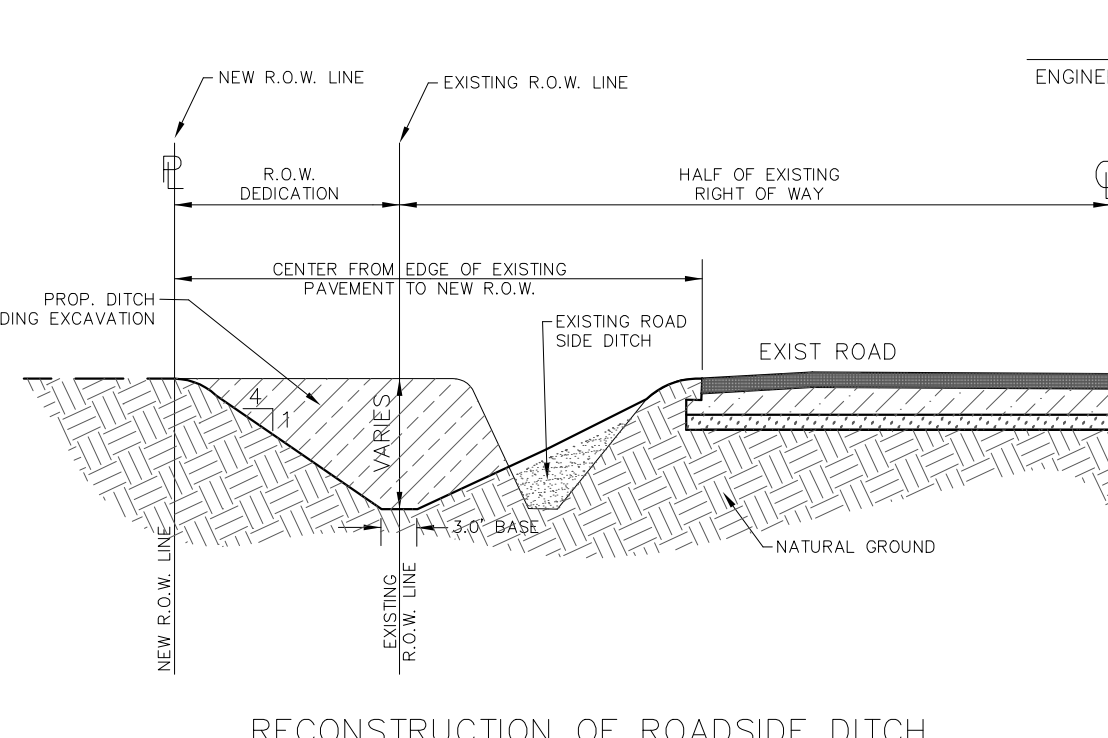 NEW R.O.W. LINE
EXISTING R.O.W. LINE
ENGINE
PL
R.O.W.
DEDICATION
HALF OF EXISTING
RIGHT OF WAY
CENTER FROM EDGE OF EXISTING
PAVEMENT TO NEW R.O.W.
PROP. DITCH
DING EXCAVATION
EXISTING ROAD
SIDE DITCH
EXIST ROAD
4
1
VARIES
3.0' BASE
NATURAL GROUND
NEW R.O.W. LINE
EXISTING
R.O.W. LINE
RECONSTRUCTION OF ROADSIDE DITCH